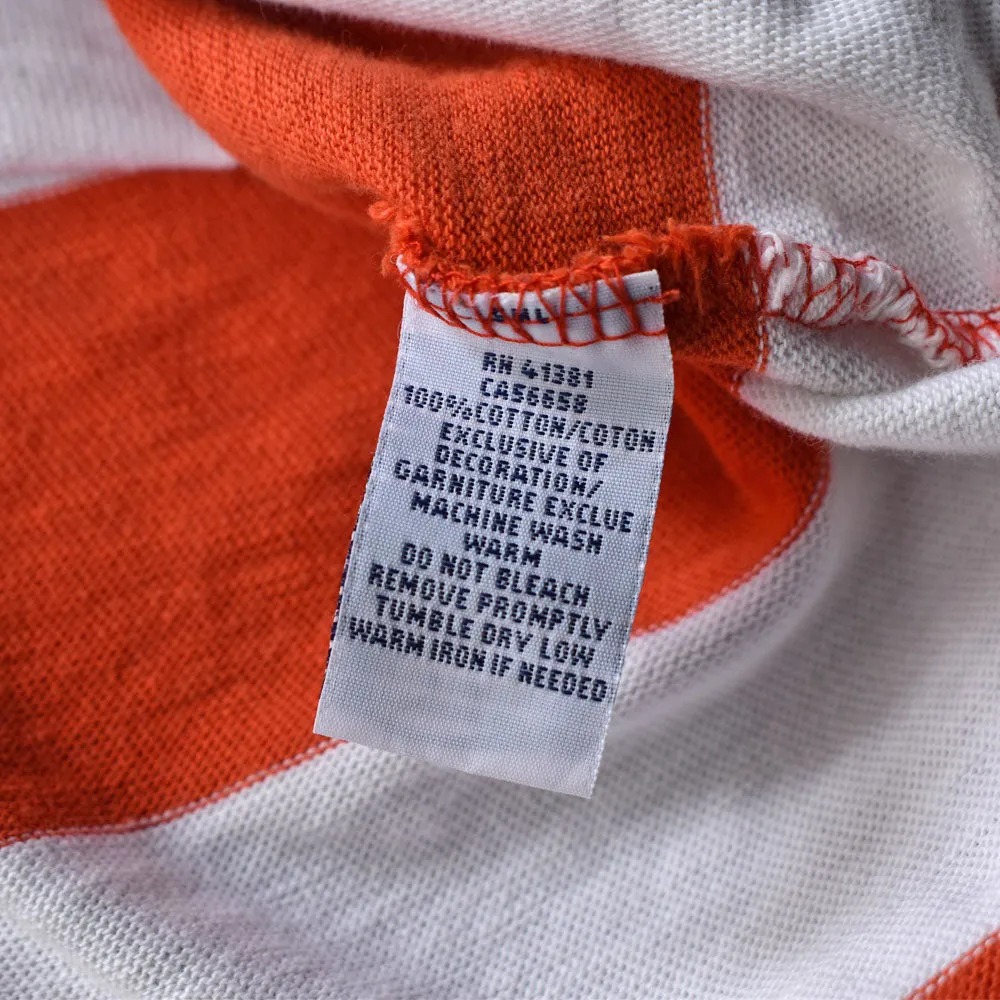 RN 41381
CA56658
100%COTTON/COTON
EXCLUSIVE OF
DECORATION/
GARNITURE EXCLUE
MACHINE WASH
WARM
DO NOT BLEACH
REMOVE PROMPTLY
TUMBLE DRY LOW
WARM IRON IF NEEDED